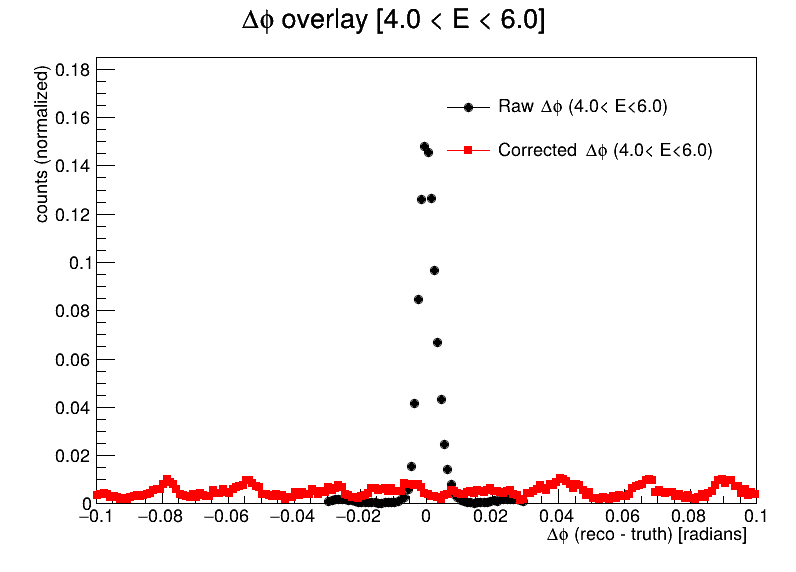 Δϕ overlay [4.0 < E < 6.0]
counts (normalized)
0.18
0.16
0.14
0.12
0.1
0.08
0.06
0.04
0.02
0
Raw Δϕ (4.0< E<6.0)
Corrected Δϕ (4.0< E<6.0)
−0.1 −0.08 −0.06 −0.04 −0.02 0 0.02 0.04 0.06 0.08 0.1
Δϕ (reco - truth) [radians]